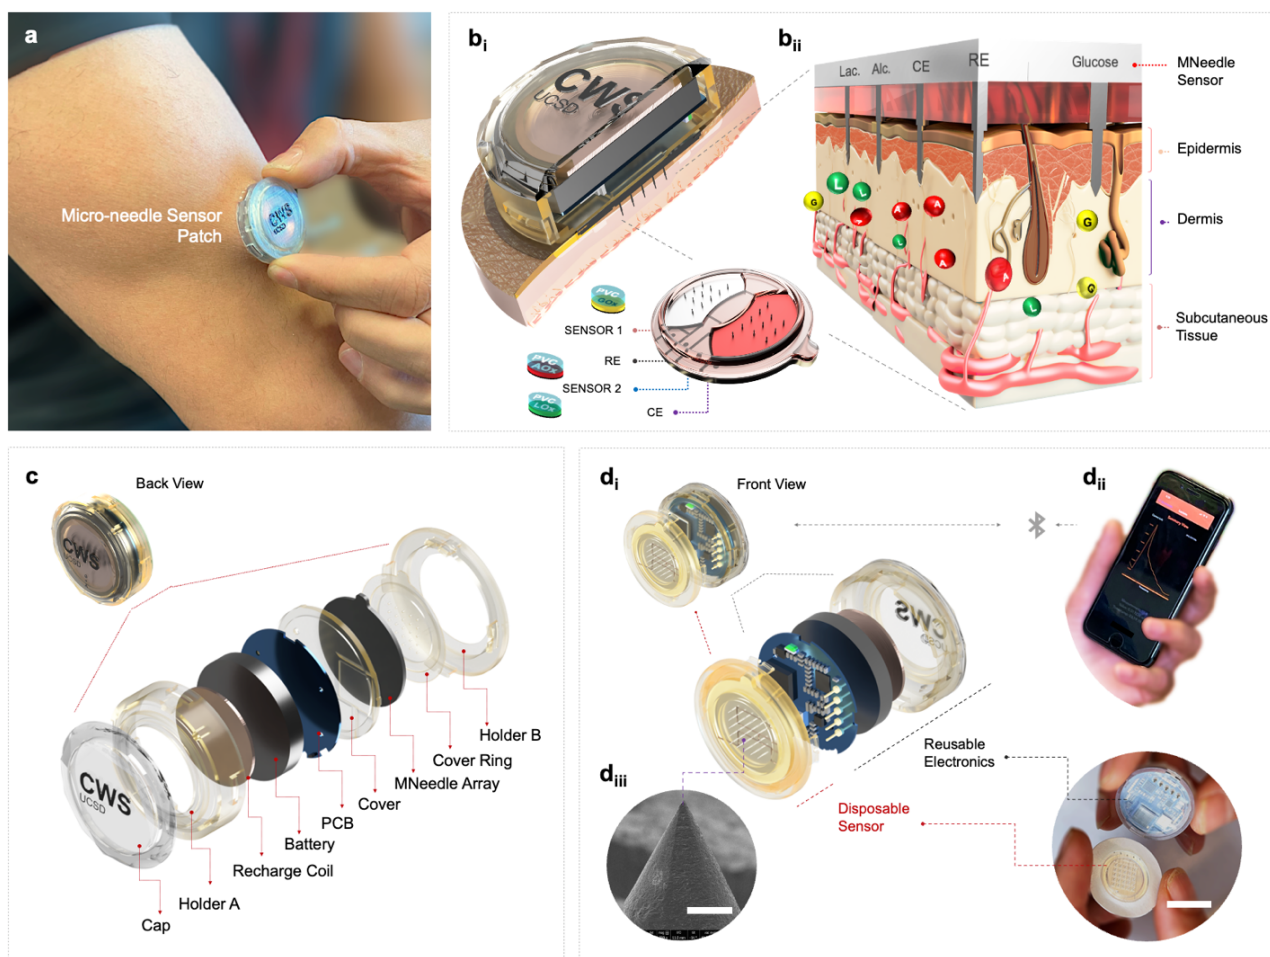 a
Micro-needle Sensor
Patch
CWS
UCSD
bi
CWS
UCSD
PVC
GOx
SENSOR 1
RE
PVC
AOx
SENSOR 2
PVC
LOx
CE
bii
Lac.
Alc.
CE
RE
Glucose
MNeedle
Sensor
Epidermis
Dermis
Subcutaneous
Tissue
L
L
G
A
A
A
G
L
A
A
G
L
c
Back View
CWS
UCSD
CWS
UCSD
Holder B
Cover Ring
MNeedle Array
Cover
PCB
Battery
Recharge Coil
Holder A
Cap
di
Front View
CWS
dii
diii
Reusable
Electronics
Disposable
Sensor